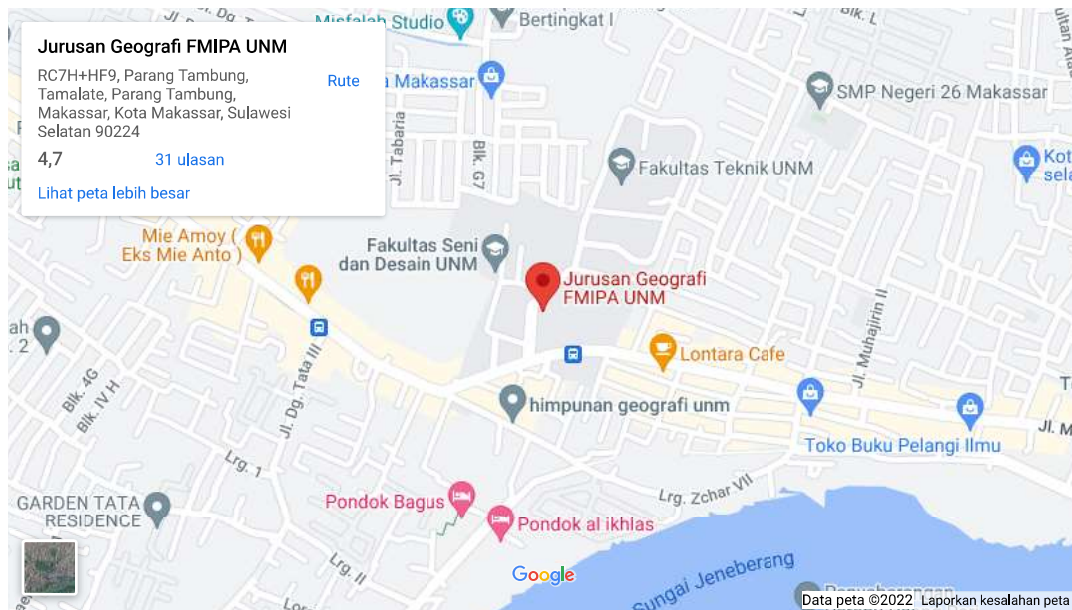 Jurusan Geografi FMIPA UNM
RC7H+HF9, Parang Tambung,
Tamalate, Parang Tambung,
Makassar, Kota Makassar, Sulawesi
Selatan 90224
Rute
4,7
31 ulasan
Lihat peta lebih besar
Misfalah Studio
Bertingkat I
Blk. L
Makassar
SMP Negeri 26 Makassar
Jl. Tabaria
Blk. G7
Fakultas Teknik UNM
Kot
sela
Mie Amoy (
Eks Mie Anto )
Fakultas Seni
dan Desain UNM
Jurusan Geografi
FMIPA UNM
ah
. 2
Lontara Cafe
Jl. Muhajirin II
Blk. 4G
Blk. IV H
Jl. Dg. Tata III
himpunan geografi unm
Jl. M
Toko Buku Pelangi Ilmu
Lrg. 1
Lrg. Zchar VII
GARDEN TATA
RESIDENCE
Pondok Bagus
Pondok al ikhlas
Lrg. II
Google
Sungai Jeneberang
Data peta ©2022
Laporkan kesalahan peta